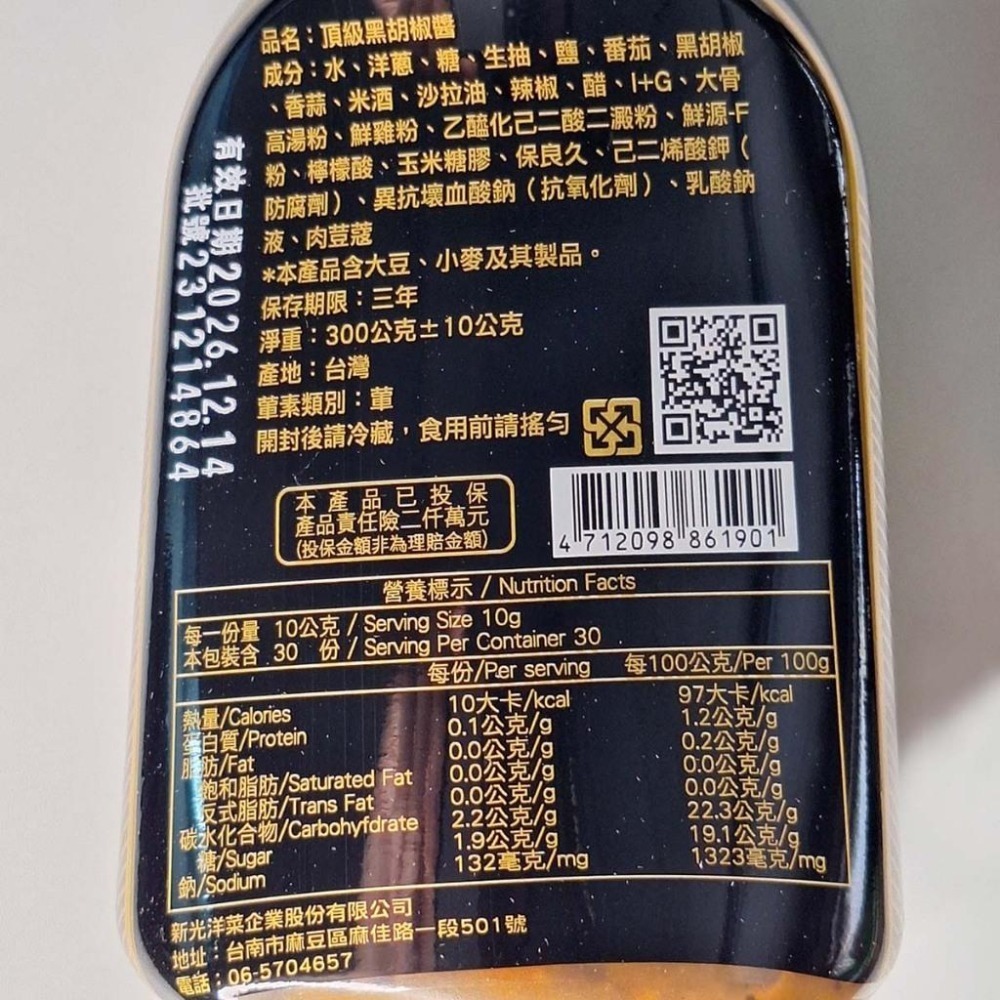 品名：頂級黑胡椒醬
成分：水、洋蔥、糖、生抽、鹽、番茄、黑胡椒
、香蒜、米酒、沙拉油、辣椒、醋、I+G、大骨
高湯粉、鮮雞粉、乙醯化己二酸二澱粉、鮮源-F
粉、檸檬酸、玉米糖膠、保良久、己二烯酸鉀（
防腐劑）、異抗壞血酸鈉（抗氧化劑）、乳酸鈉
液、肉荳蔻
*本產品含大豆、小麥及其製品。
保存期限：三年
淨重：300公克±10公克
產地：台灣
葷素類別：葷
開封後請冷藏，食用前請搖勻
有效日期2026.12.14
批號231214864
本產品已投保
產品責任險二仟萬元
(投保金額非為理賠金額)
4 712098 861901
營養標示 / Nutrition Facts
每一份量 10公克 / Serving Size 10g
本包裝含 30 份 / Serving Per Container 30
每份/Per serving 每100公克/Per 100g
熱量/Calories 10大卡/kcal 97大卡/kcal
蛋白質/Protein 0.1公克/g 1.2公克/g
脂肪/Fat 0.0公克/g 0.2公克/g
飽和脂肪/Saturated Fat 0.0公克/g 0.0公克/g
反式脂肪/Trans Fat 0.0公克/g 0.0公克/g
碳水化合物/Carbohyfdrate 2.2公克/g 22.3公克/g
糖/Sugar 1.9公克/g 19.1公克/g
鈉/Sodium 132毫克/mg 1,323毫克/mg
新光洋菜企業股份有限公司
地址：台南市麻豆區麻佳路一段501號
電話：06-5704657